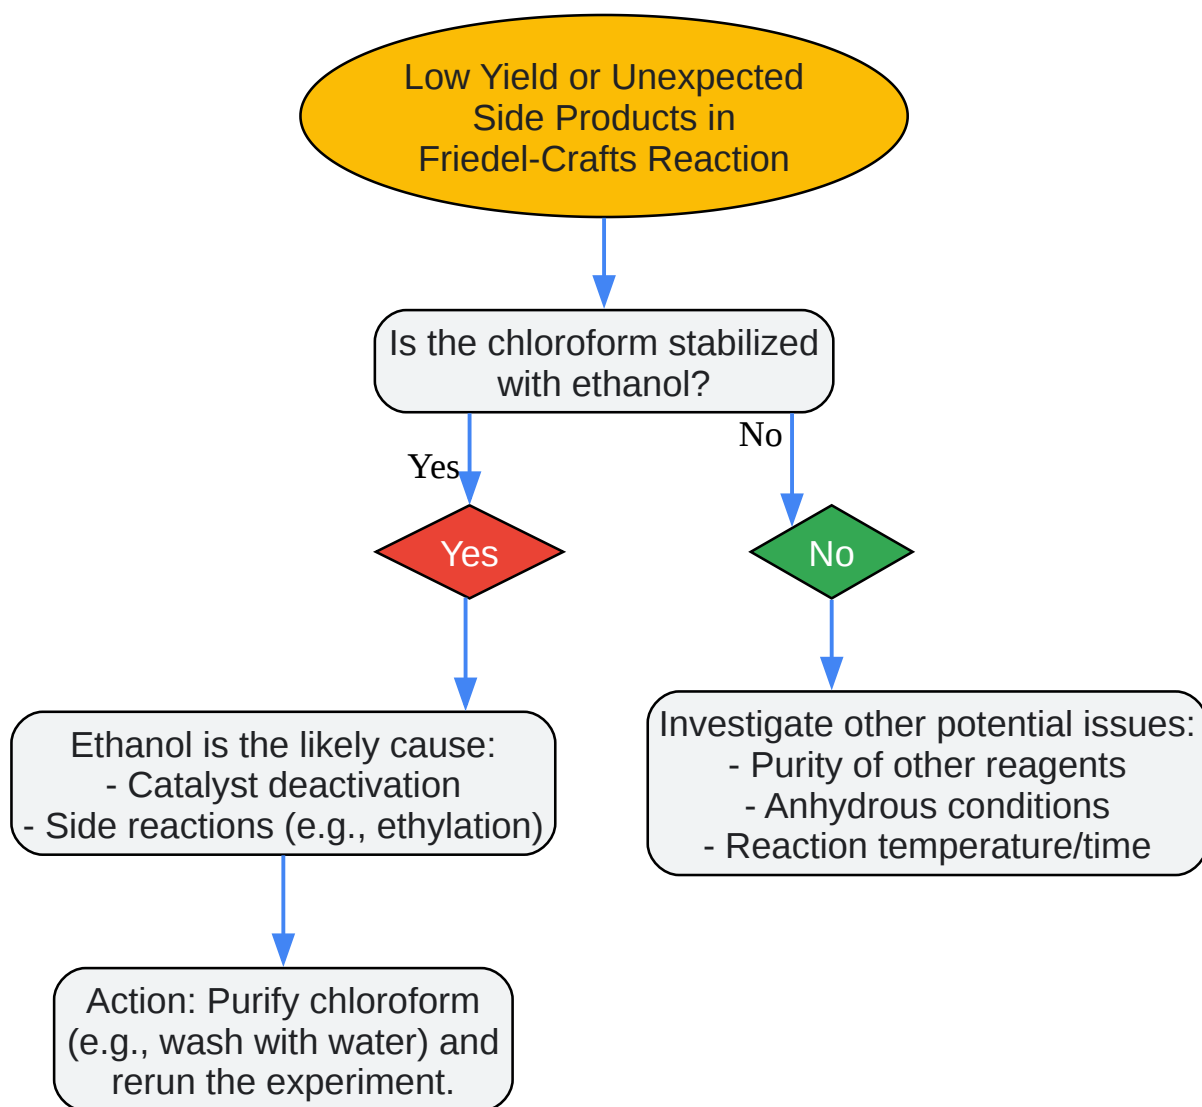 Low Yield or Unexpected
Side Products in
Friedel-Crafts Reaction
Is the chloroform stabilized
with ethanol?
Yes
No
Yes
No
Ethanol is the likely cause:
- Catalyst deactivation
- Side reactions (e.g., ethylation)
Investigate other potential issues:
- Purity of other reagents
- Anhydrous conditions
- Reaction temperature/time
Action: Purify chloroform
(e.g., wash with water) and
rerun the experiment.